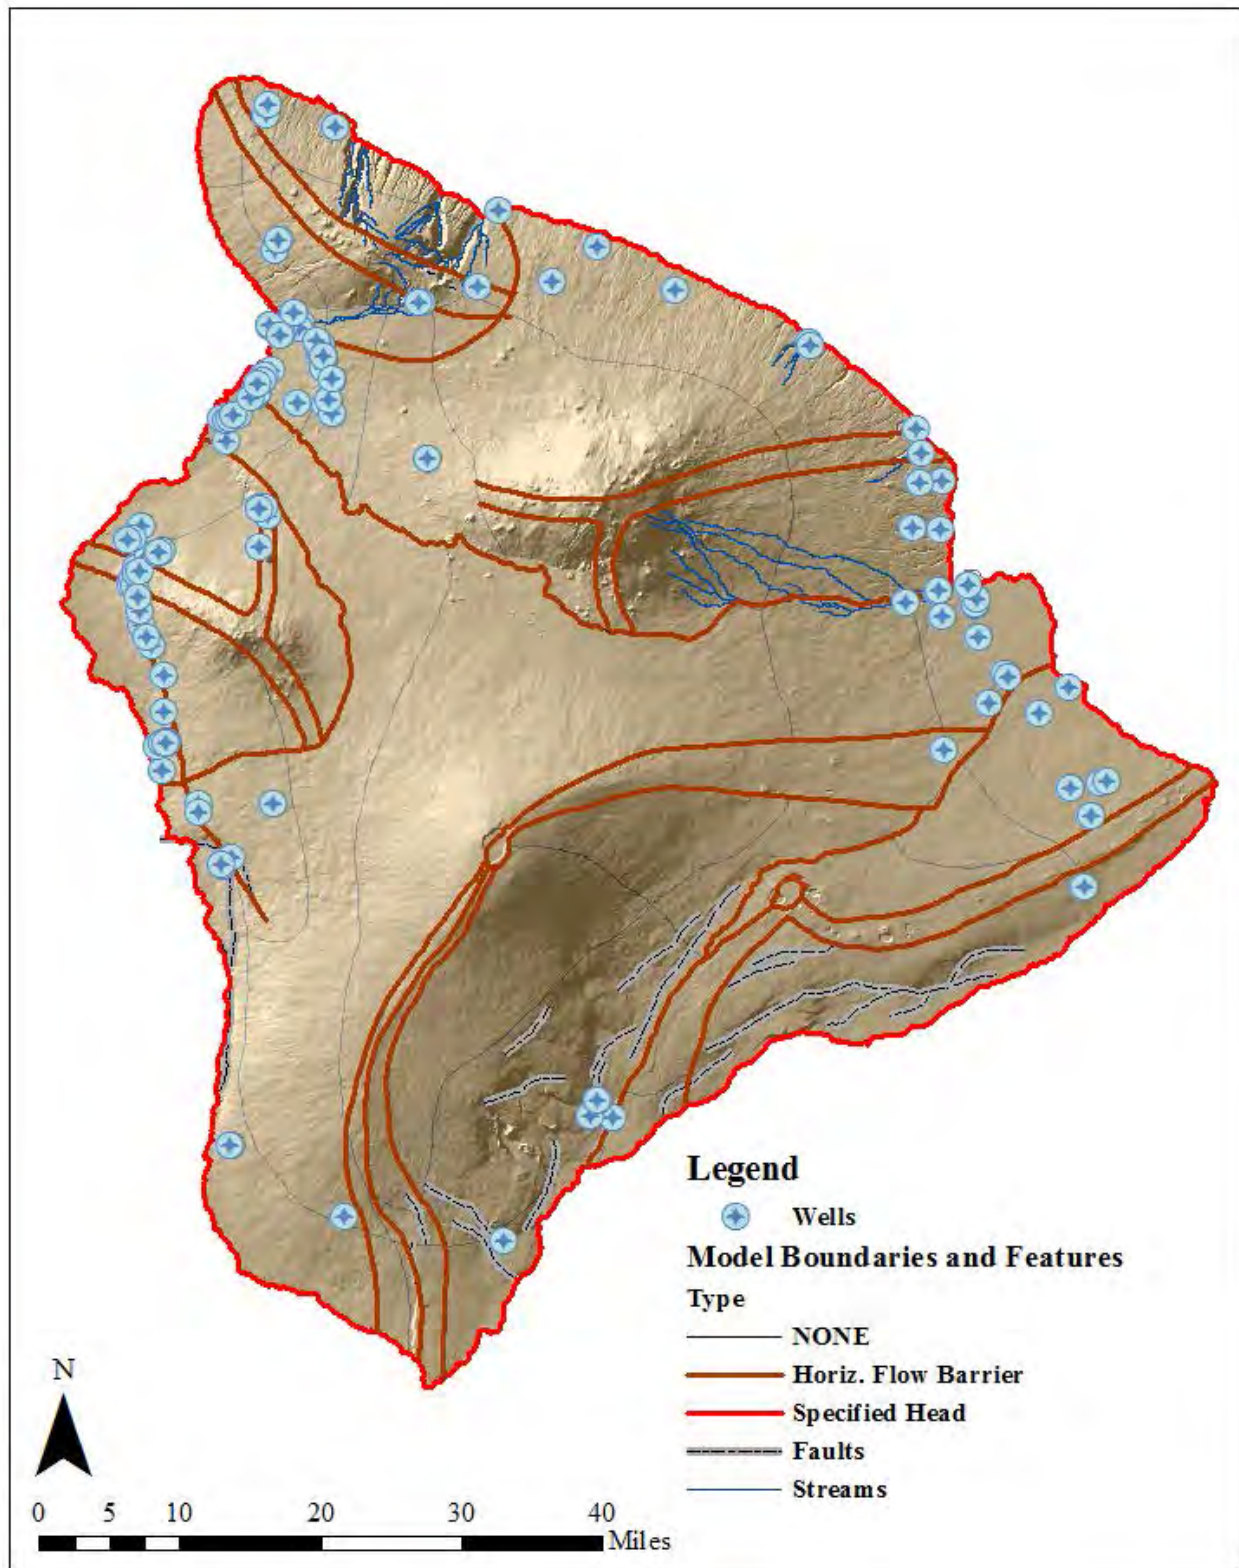 Legend
Wells
Model Boundaries and Features
Type
NONE
Horiz. Flow Barrier
Specified Head
Faults
Streams
N
0 5 10 20 30 40
Miles